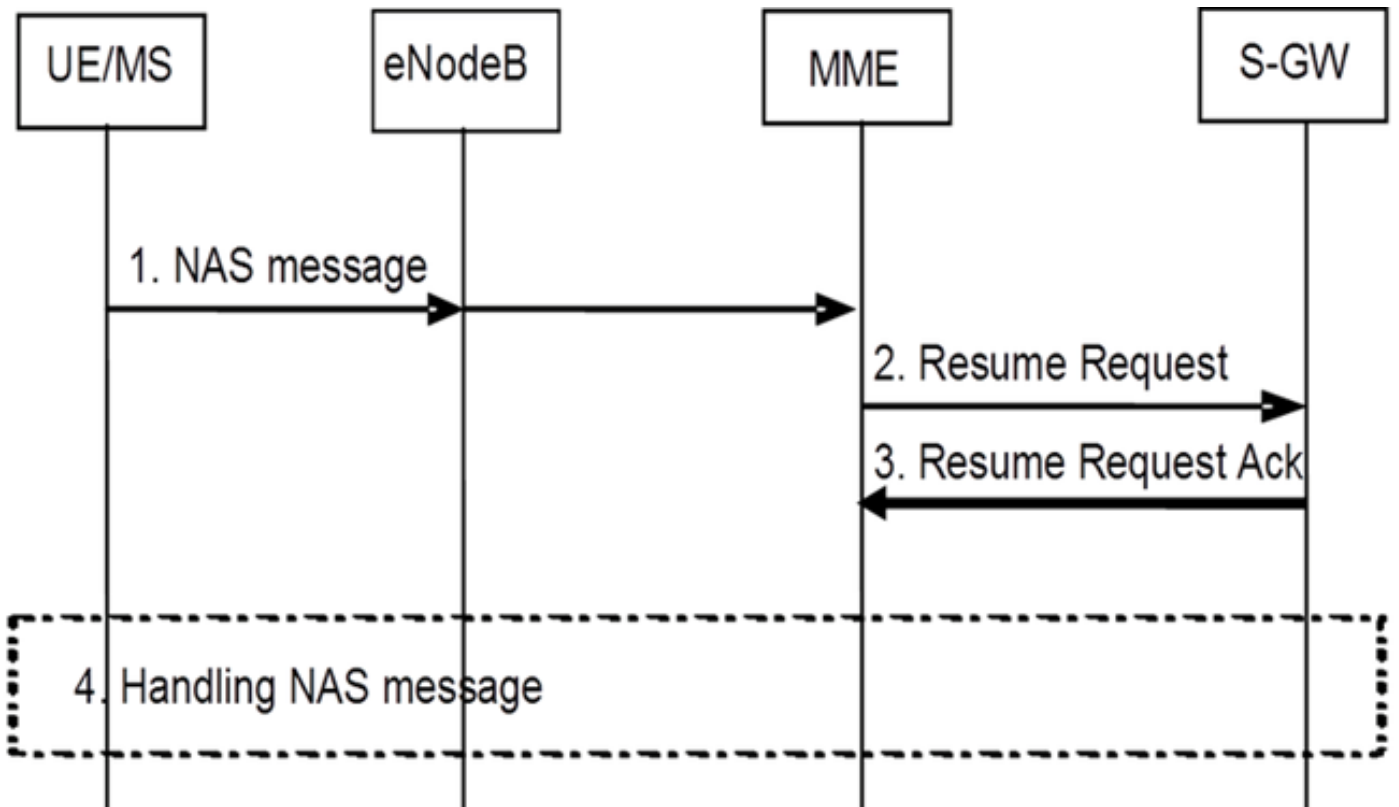 UE/MS
eNodeB
MME
S-GW
1. NAS message
2. Resume Request
3. Resume Request Ack
4. Handling NAS message